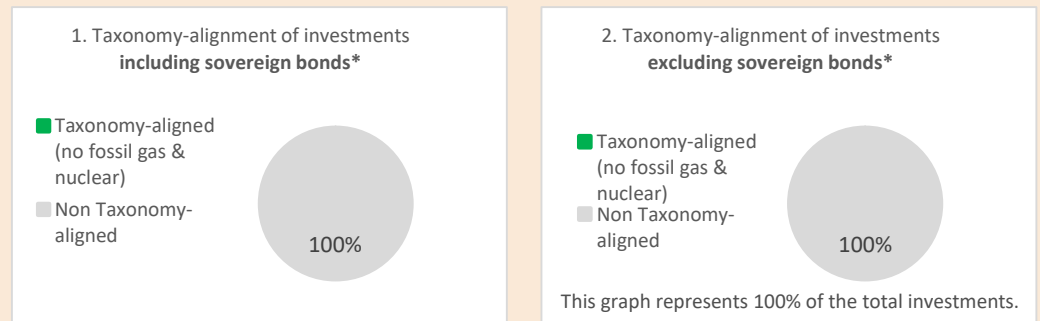 1. Taxonomy-alignment of investments
including sovereign bonds*
Taxonomy-aligned
(no fossil gas &
nuclear)
Non Taxonomy-
aligned
100%
2. Taxonomy-alignment of investments
excluding sovereign bonds*
Taxonomy-aligned
(no fossil gas &
nuclear)
Non Taxonomy-
aligned
100%
This graph represents 100% of the total investments.